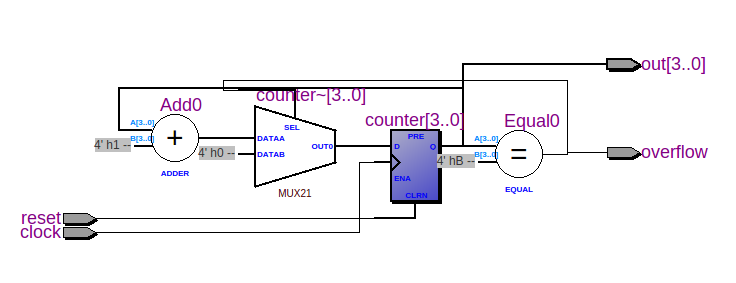 out[3..0]
counter~[3..0]
Add0
SEL
counter[3..0]
Equal0
A[3..0]
B[3..0]
4' h1 --
+
ADDER
DATAA
4' h0 --
DATAB
OUT0
MUX21
PRE
D
Q
ENA
CLRN
A[3..0]
B[3..0]
4' hB --
=
EQUAL
overflow
reset
clock